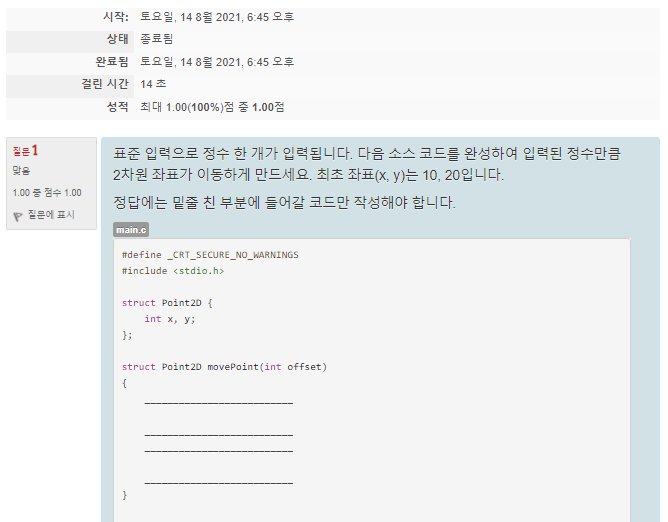 시작: 토요일, 14 8월 2021, 6:45 오후
상태 종료됨
완료됨 토요일, 14 8월 2021, 6:45 오후
걸린 시간 14 초
성적 최대 1.00(100%)점 중 1.00점
질문 1
맞음
1.00 중 점수 1.00
질문에 표시
표준 입력으로 정수 한 개가 입력됩니다. 다음 소스 코드를 완성하여 입력된 정수만큼
2차원 좌표가 이동하게 만드세요. 최초 좌표(x, y)는 10, 20입니다.
정답에는 밑줄 친 부분에 들어갈 코드만 작성해야 합니다.
main.c
#define _CRT_SECURE_NO_WARNINGS
#include <stdio.h>
struct Point2D {
int x, y;
};
struct Point2D movePoint(int offset)
{
__________________________
__________________________
__________________________
__________________________
}